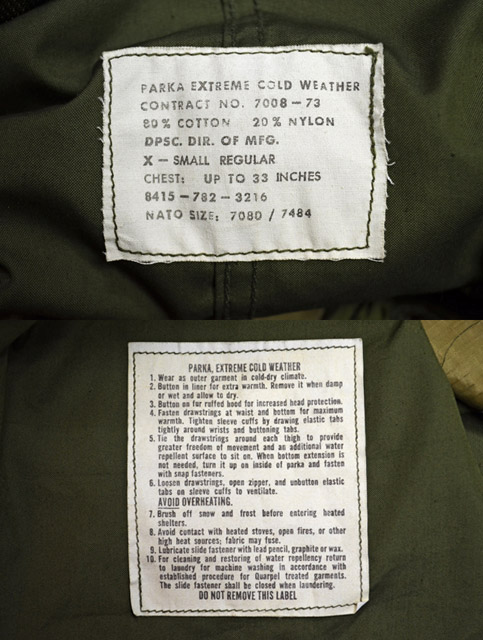 PARKA EXTREME COLD WEATHER
CONTRACT NO. 7008-73
80% COTTON 20% NYLON
DPSC. DIR. OF MFG.
X-SMALL REGULAR
CHEST: UP TO 33 INCHES
8415-782-3216
NATO SIZE: 7080 / 7484
PARKA, EXTREME COLD WEATHER
1. Wear as outer garment in cold-dry climate.
2. Button in liner for extra warmth. Remove it when damp
or wet and allow to dry.
3. Button on fur ruffed hood for increased head protection.
4. Fasten drawstrings at waist and bottom for maximum
warmth. Tighten sleeve cuffs by drawing elastic tabs
tightly around wrists and buttoning tabs.
5. Tie the drawstrings around each thigh to provide
greater freedom of movement and an additional water
repellent surface to sit on. When bottom extension is
not needed, turn it up on inside of parka and fasten
with snap fasteners.
6. Loosen drawstrings, open zipper, and unbutton elastic
tabs on sleeve cuffs to ventilate.
AVOID OVERHEATING.
7. Brush off snow and frost before entering heated
shelters.
8. Avoid contact with heated stoves, open fires, or other
high heat sources; fabric may fuse.
9. Lubricate slide fastener with lead pencil, graphite or wax.
10. For cleaning and restoring of water repellency return
to laundry for machine washing in accordance with
established procedure for Quarpel treated garments.
The slide fastener shall be closed when laundering.
DO NOT REMOVE THIS LABEL